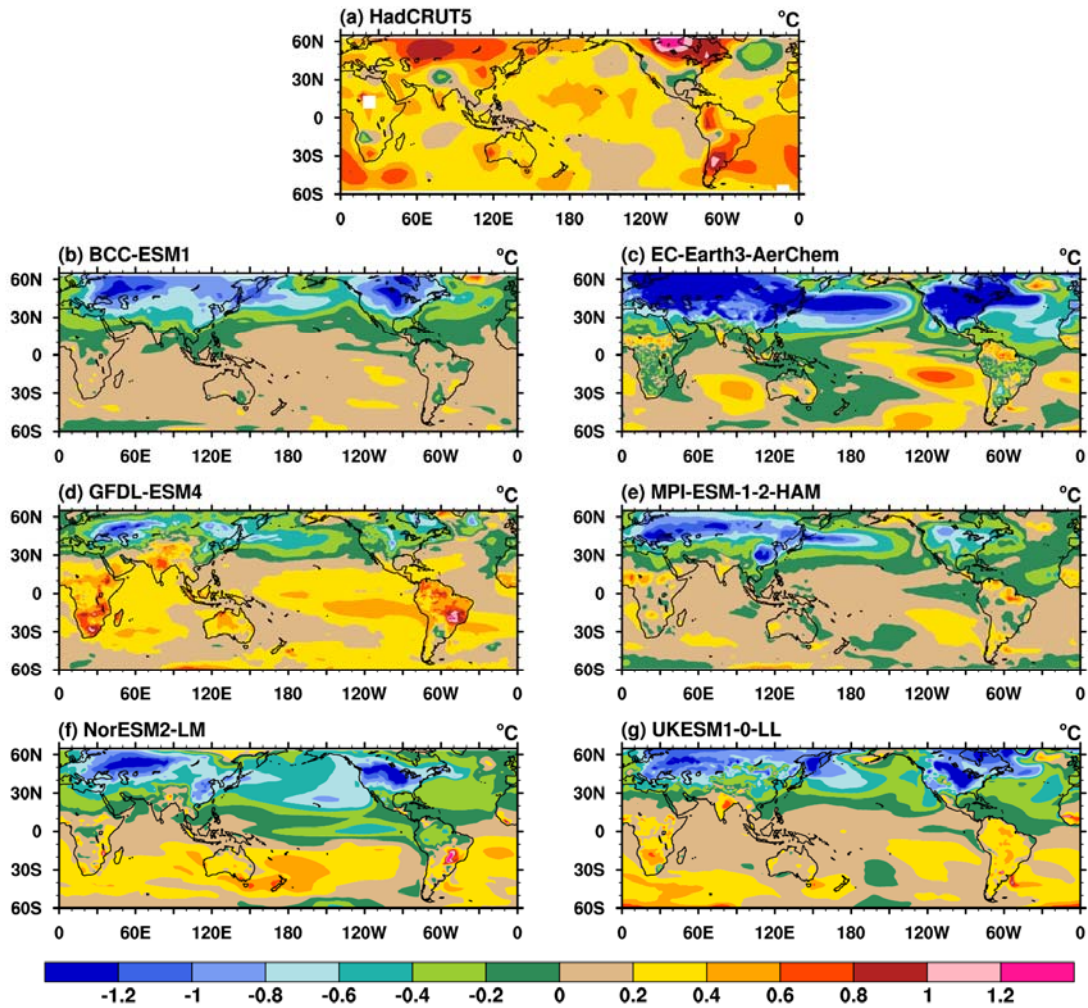 (a) HadCRUT5 °C
60N
30N
0
30S
60S
0 60E 120E 180 120W 60W 0
(b) BCC-ESM1 °C (c) EC-Earth3-AerChem °C
60N 60N
30N 30N
0 0
30S 30S
60S 60S
0 60E 120E 180 120W 60W 0 0 60E 120E 180 120W 60W 0
(d) GFDL-ESM4 °C (e) MPI-ESM-1-2-HAM °C
60N 60N
30N 30N
0 0
30S 30S
60S 60S
0 60E 120E 180 120W 60W 0 0 60E 120E 180 120W 60W 0
(f) NorESM2-LM °C (g) UKESM1-0-LL °C
60N 60N
30N 30N
0 0
30S 30S
60S 60S
0 60E 120E 180 120W 60W 0 0 60E 120E 180 120W 60W 0
-1.2 -1 -0.8 -0.6 -0.4 -0.2 0 0.2 0.4 0.6 0.8 1 1.2